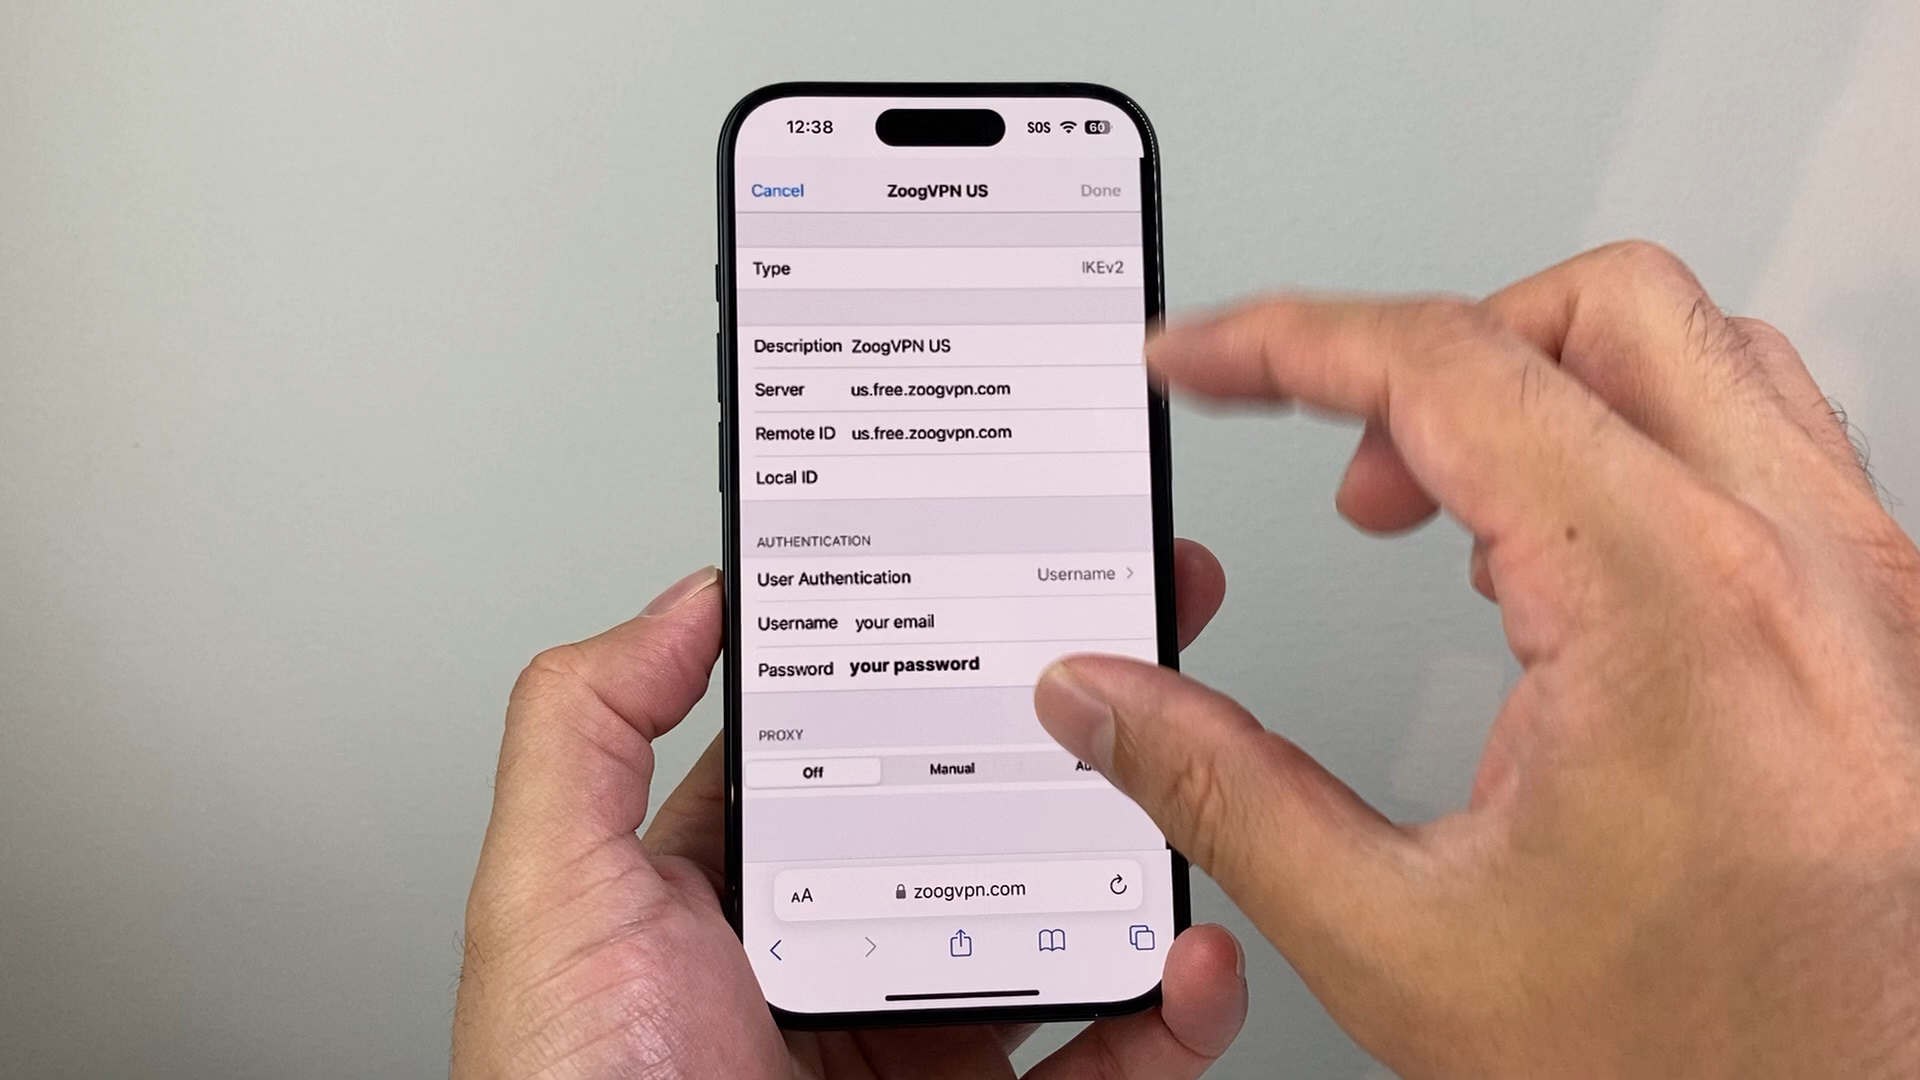 12:38 SOS 60
Cancel ZoogVPN US Done
Type IKEv2
Description ZoogVPN US
Server us.free.zoogvpn.com
Remote ID us.free.zoogvpn.com
Local ID
AUTHENTICATION
User Authentication Username
Username your email
Password your password
PROXY
Off Manual
AA zoogvpn.com